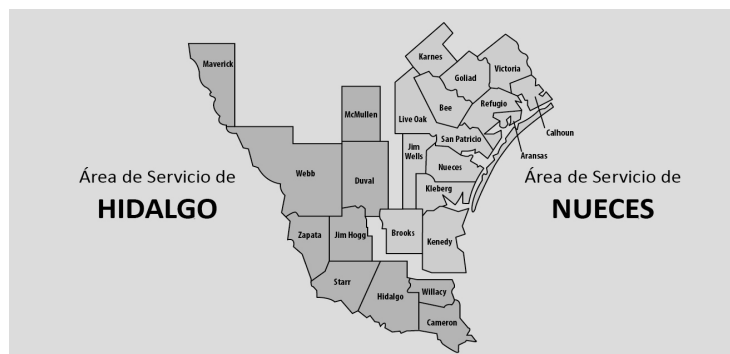 Karnes
Maverick
Goliad
Victoria
McMullen
Bee
Refugio
Live Oak
Calhoun
San Patricio
Jim
Wells
Aransas
Nueces
Webb
Duval
Kleberg
Área de Servicio de
HIDALGO
Área de Servicio de
NUECES
Zapata
Jim Hogg
Brooks
Kenedy
Starr
Hidalgo
Willacy
Cameron